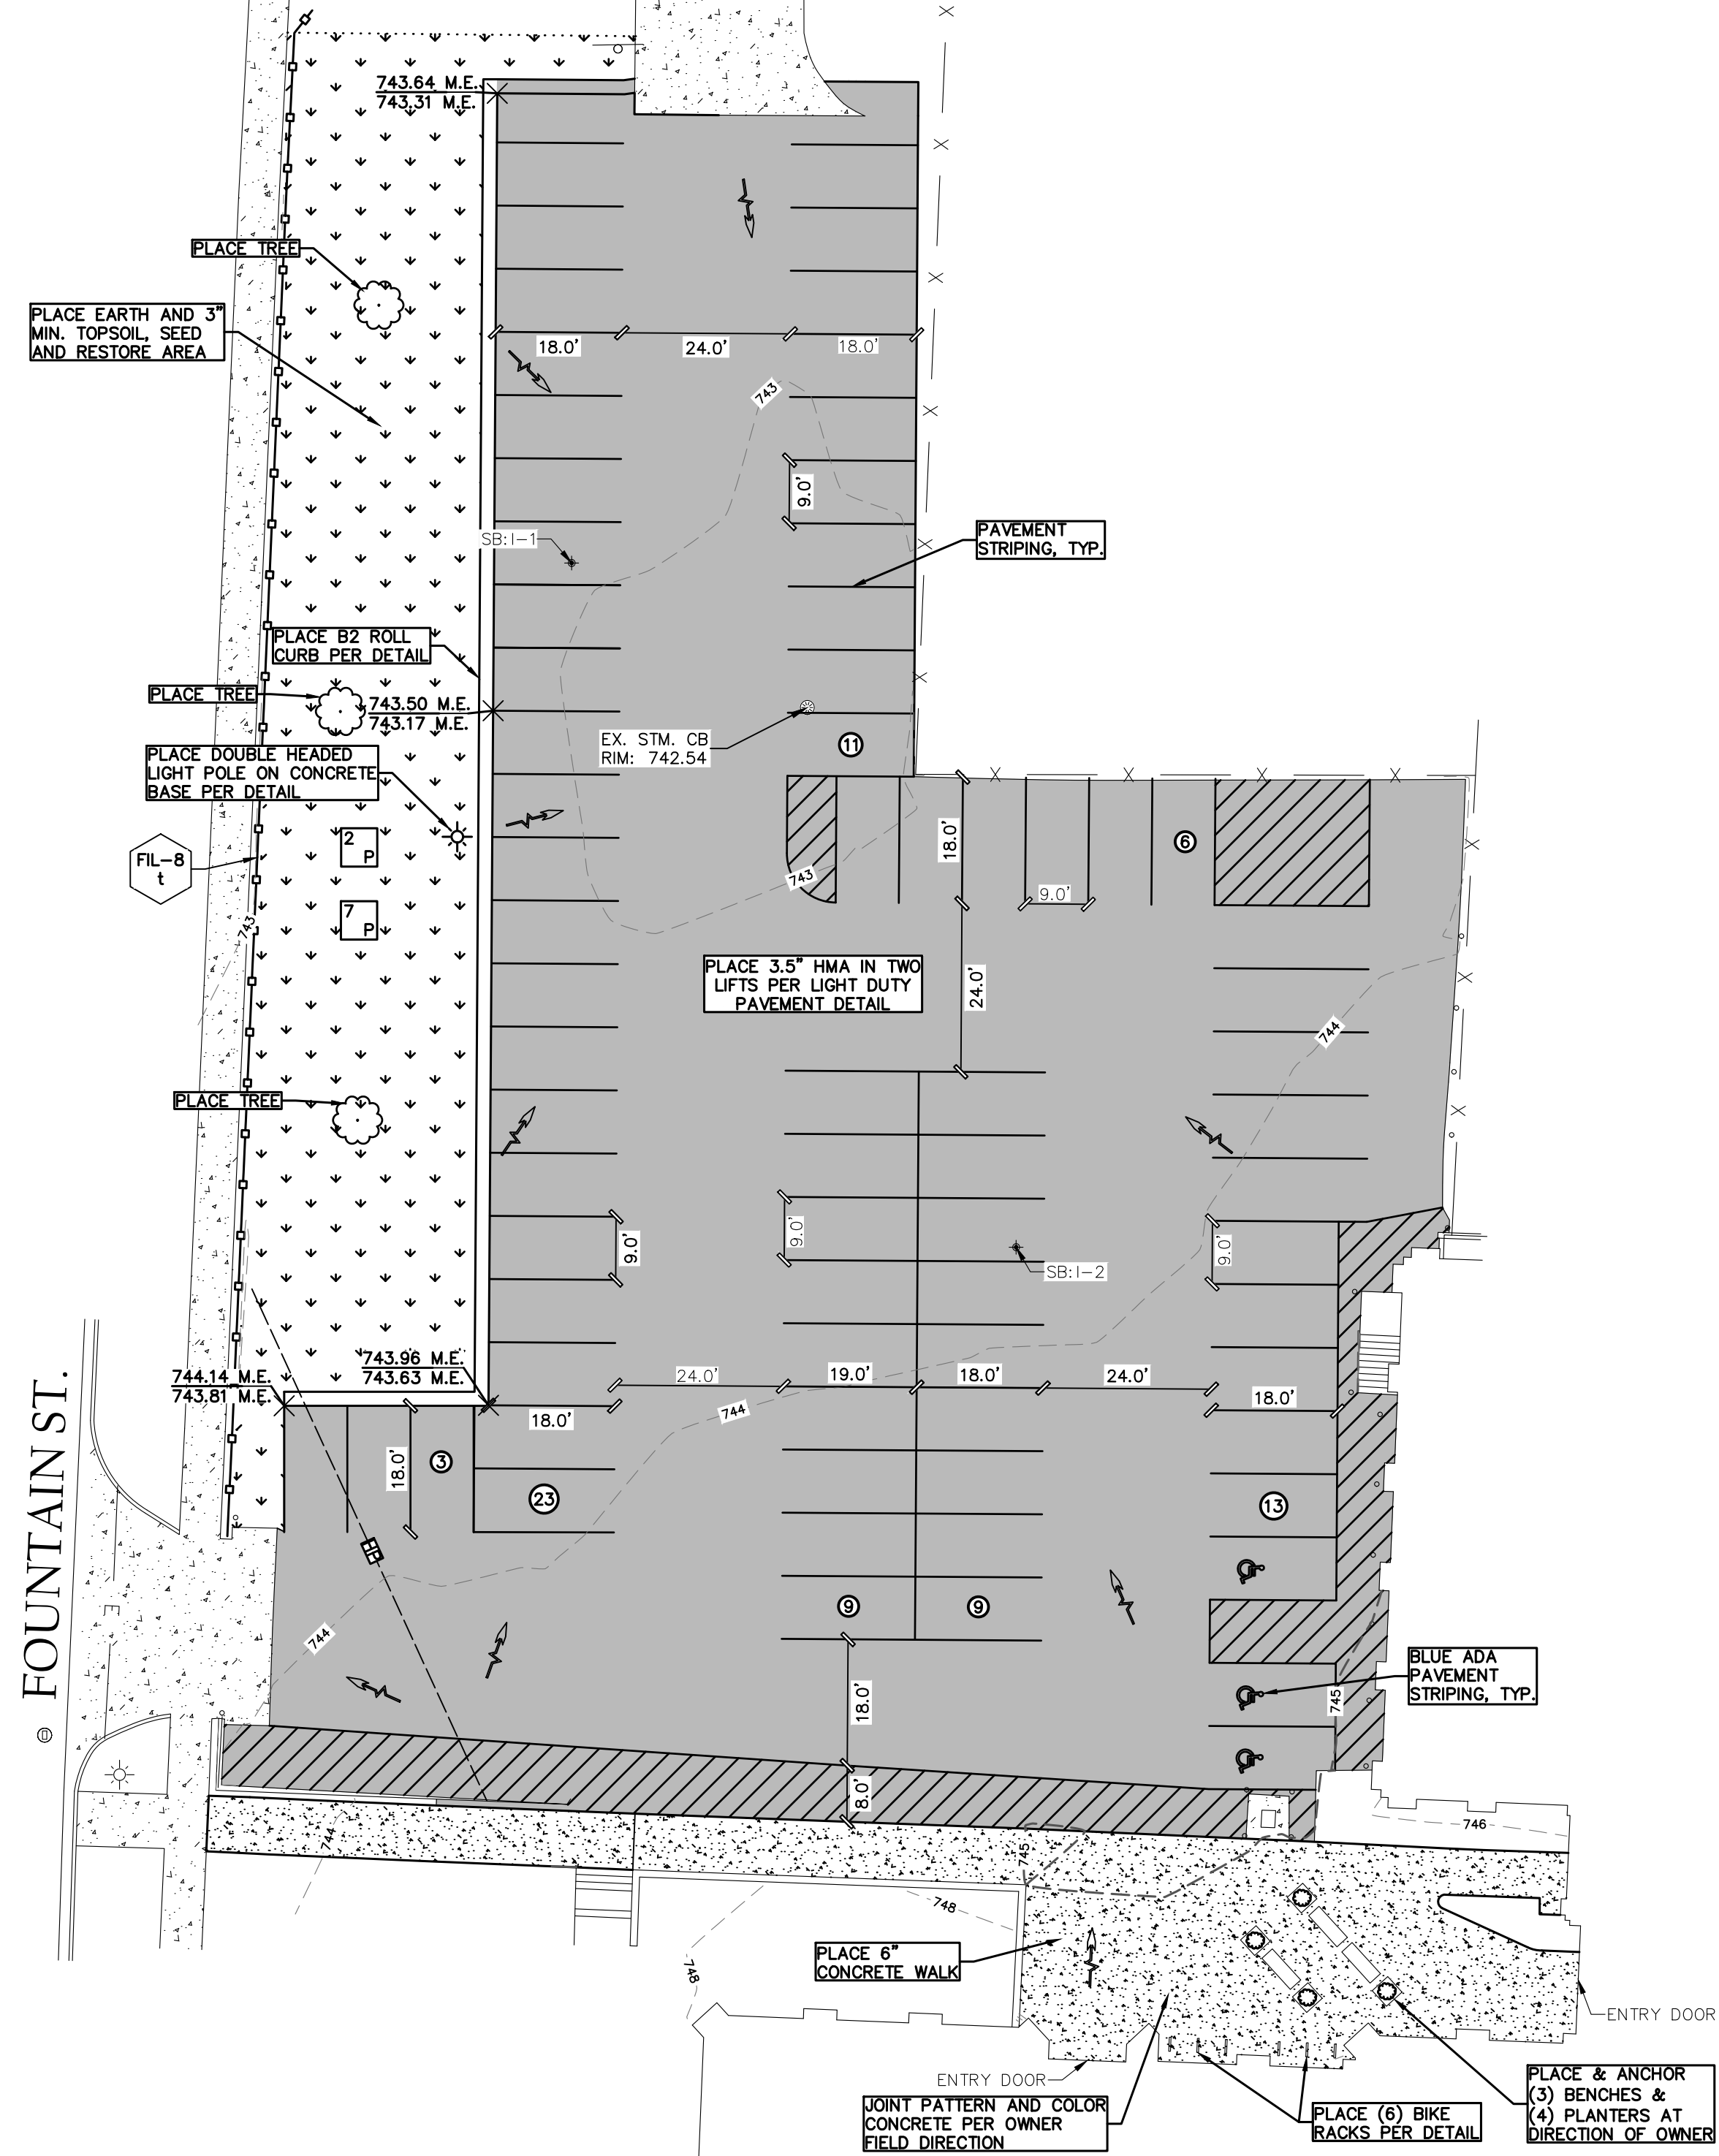 743.64 M.E.
743.31 M.E.
PLACE TREE
PLACE EARTH AND 3"
MIN. TOPSOIL, SEED
AND RESTORE AREA
18.0'
24.0'
18.0'
743
9.0'
SB:I-1
PAVEMENT
STRIPING, TYP.
PLACE B2 ROLL
CURB PER DETAIL
PLACE TREE
743.50 M.E.
743.17 M.E.
EX. STM. CB
RIM: 742.54
11
PLACE DOUBLE HEADED
LIGHT POLE ON CONCRETE
BASE PER DETAIL
2
P
FIL-8
t
7
P
743
18.0'
6
9.0'
743
PLACE 3.5" HMA IN TWO
LIFTS PER LIGHT DUTY
PAVEMENT DETAIL
24.0'
744
PLACE TREE
9.0'
9.0'
9.0'
SB:I-2
743.96 M.E.
743.63 M.E.
744.14 M.E.
743.81 M.E.
24.0'
19.0'
18.0'
24.0'
18.0'
18.0'
744
18.0'
3
23
13
FOUNTAIN ST.
E
744
9
9
BLUE ADA
PAVEMENT
STRIPING, TYP.
745
18.0'
8.0'
744
745
746
748
748
PLACE 6"
CONCRETE WALK
ENTRY DOOR
ENTRY DOOR
JOINT PATTERN AND COLOR
CONCRETE PER OWNER
FIELD DIRECTION
PLACE (6) BIKE
RACKS PER DETAIL
PLACE & ANCHOR
(3) BENCHES &
(4) PLANTERS AT
DIRECTION OF OWNER